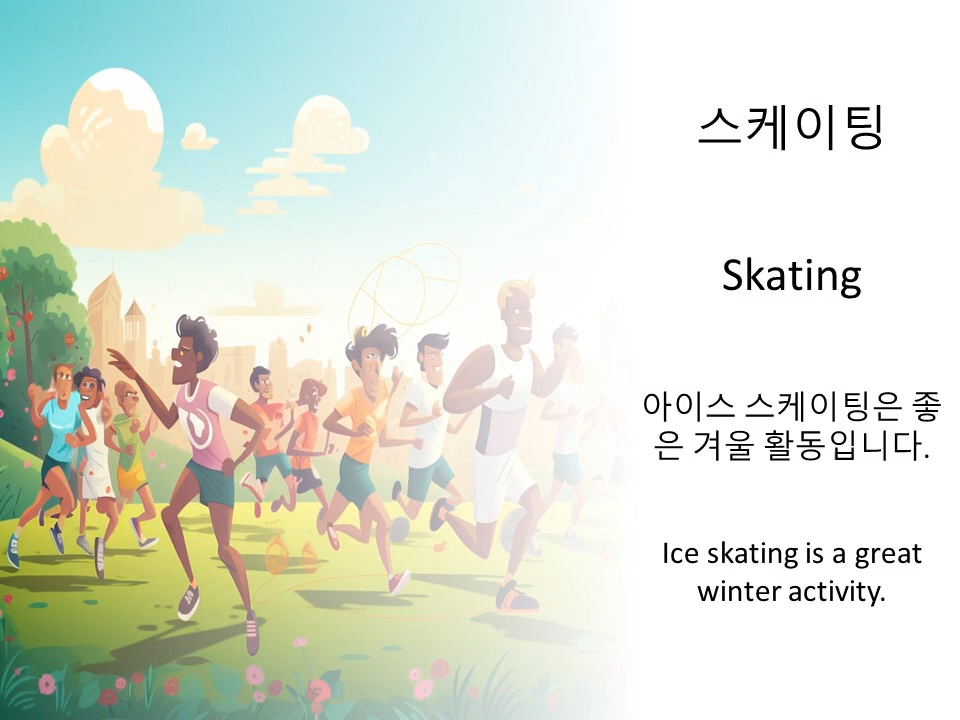 스케이팅
Skating
아이스 스케이팅은 좋
은 겨울 활동입니다.
Ice skating is a great
winter activity.